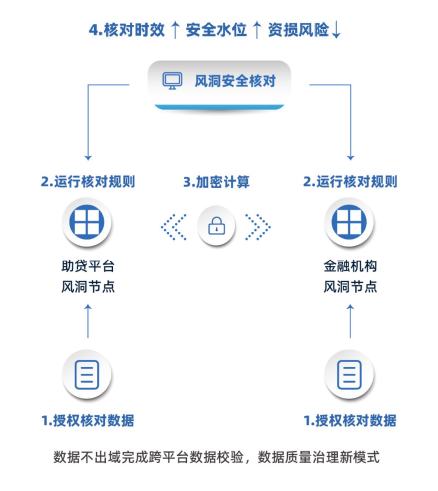 4.核对时效↑安全水位↑资损风险↓
风洞安全核对
2.运行核对规则
3.加密计算
2.运行核对规则
助贷平台
风洞节点
金融机构
风洞节点
1.授权核对数据
1.授权核对数据
数据不出域完成跨平台数据校验，数据质量治理新模式